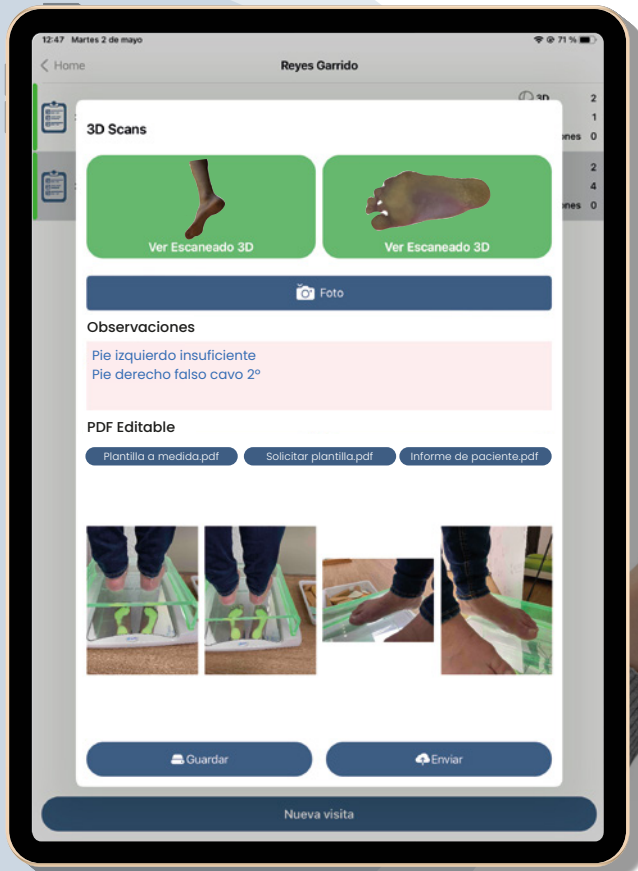 12:47 Martes 2 de mayo
71 %
Home
Reyes Garrido
3D 2
1
ones 0
2
4
ones 0
3D Scans
Ver Escaneado 3D
Ver Escaneado 3D
Foto
Observaciones
Pie izquierdo insuficiente
Pie derecho falso cavo 2º
PDF Editable
Plantilla a medida.pdf
Solicitar plantilla.pdf
Informe de paciente.pdf
Guardar
Enviar
Nueva visita